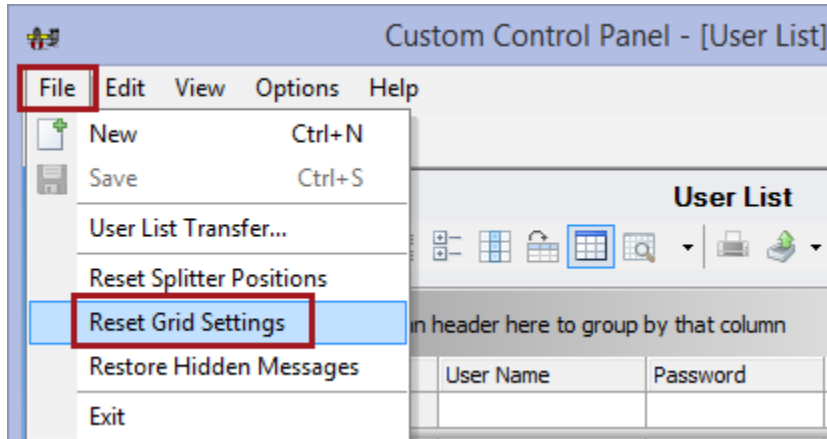 Custom Control Panel - [User List]
File Edit View Options Help
New Ctrl+N
Save Ctrl+S
User List
User List Transfer...
Reset Splitter Positions
Reset Grid Settings
header here to group by that column
Restore Hidden Messages
User Name Password
Exit